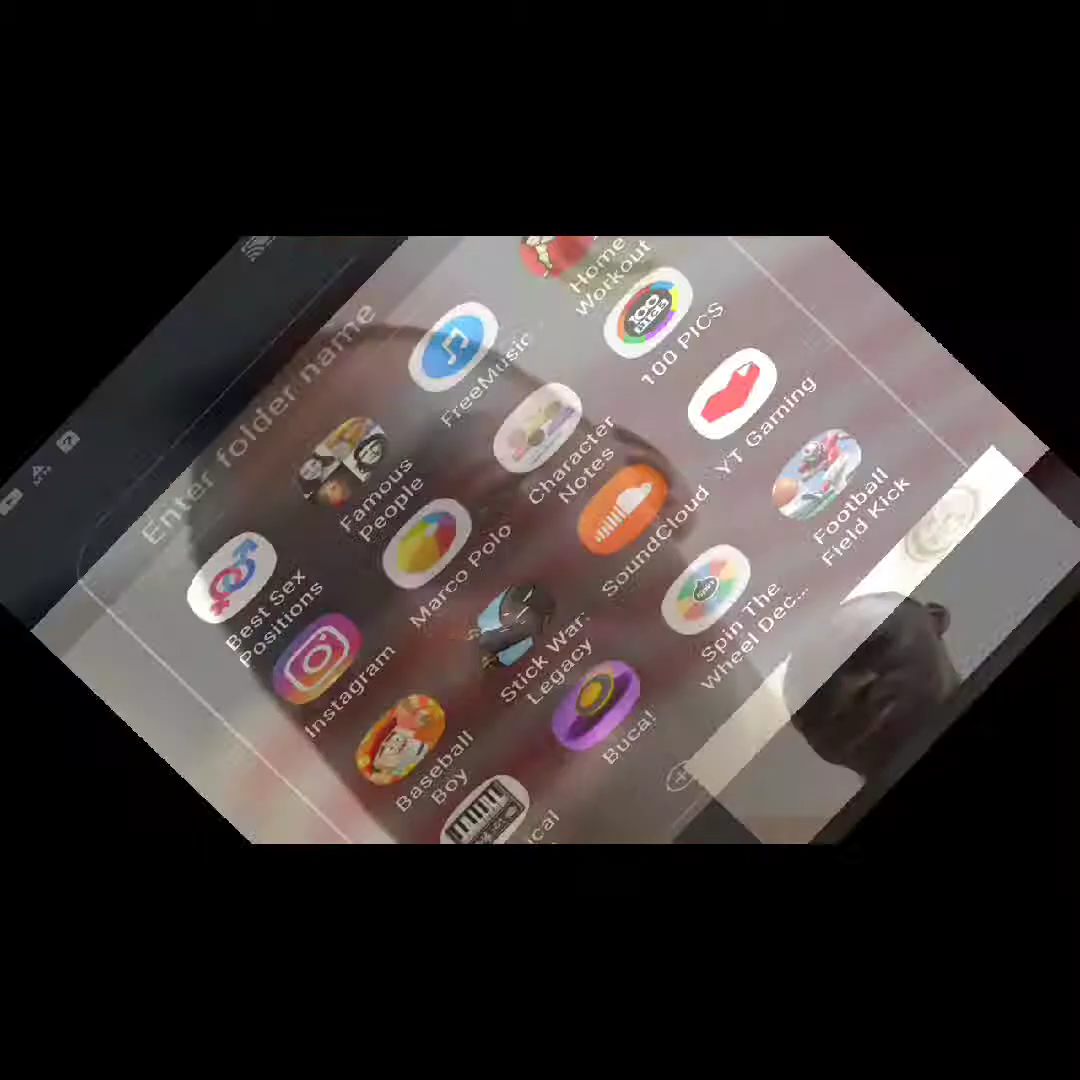 Enter folder name
Best Sex
Positions
Famous
People
FreeMusic
Home
Workout
Instagram
Marco Polo
Character
Notes
100 PICS
Baseball
Boy
Stick War:
Legacy
SoundCloud
YT Gaming
Buca!
Spin The
Wheel Dec...
Football
Field Kick